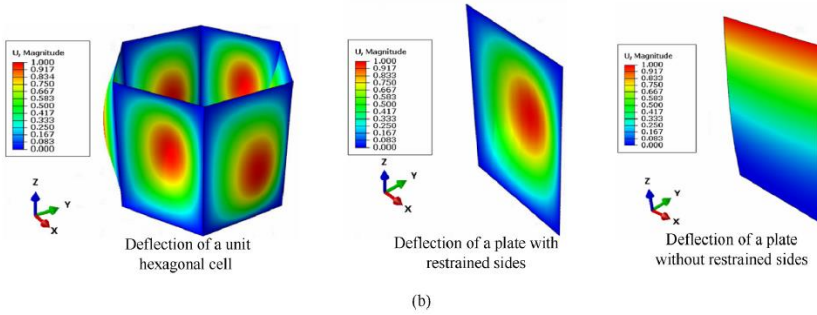 U, Magnitude
1.000
0.917
0.834
0.750
0.667
0.583
0.500
0.417
0.333
0.250
0.167
0.083
0.000
Z
Y
X
Deflection of a unit
hexagonal cell
U, Magnitude
1.000
0.917
0.833
0.750
0.667
0.583
0.500
0.417
0.333
0.250
0.167
0.083
0.000
Z
Y
X
Deflection of a plate with
restrained sides
U, Magnitude
1.000
0.917
0.833
0.750
0.667
0.583
0.500
0.417
0.333
0.250
0.167
0.083
0.000
Z
Y
X
Deflection of a plate
without restrained sides
(b)